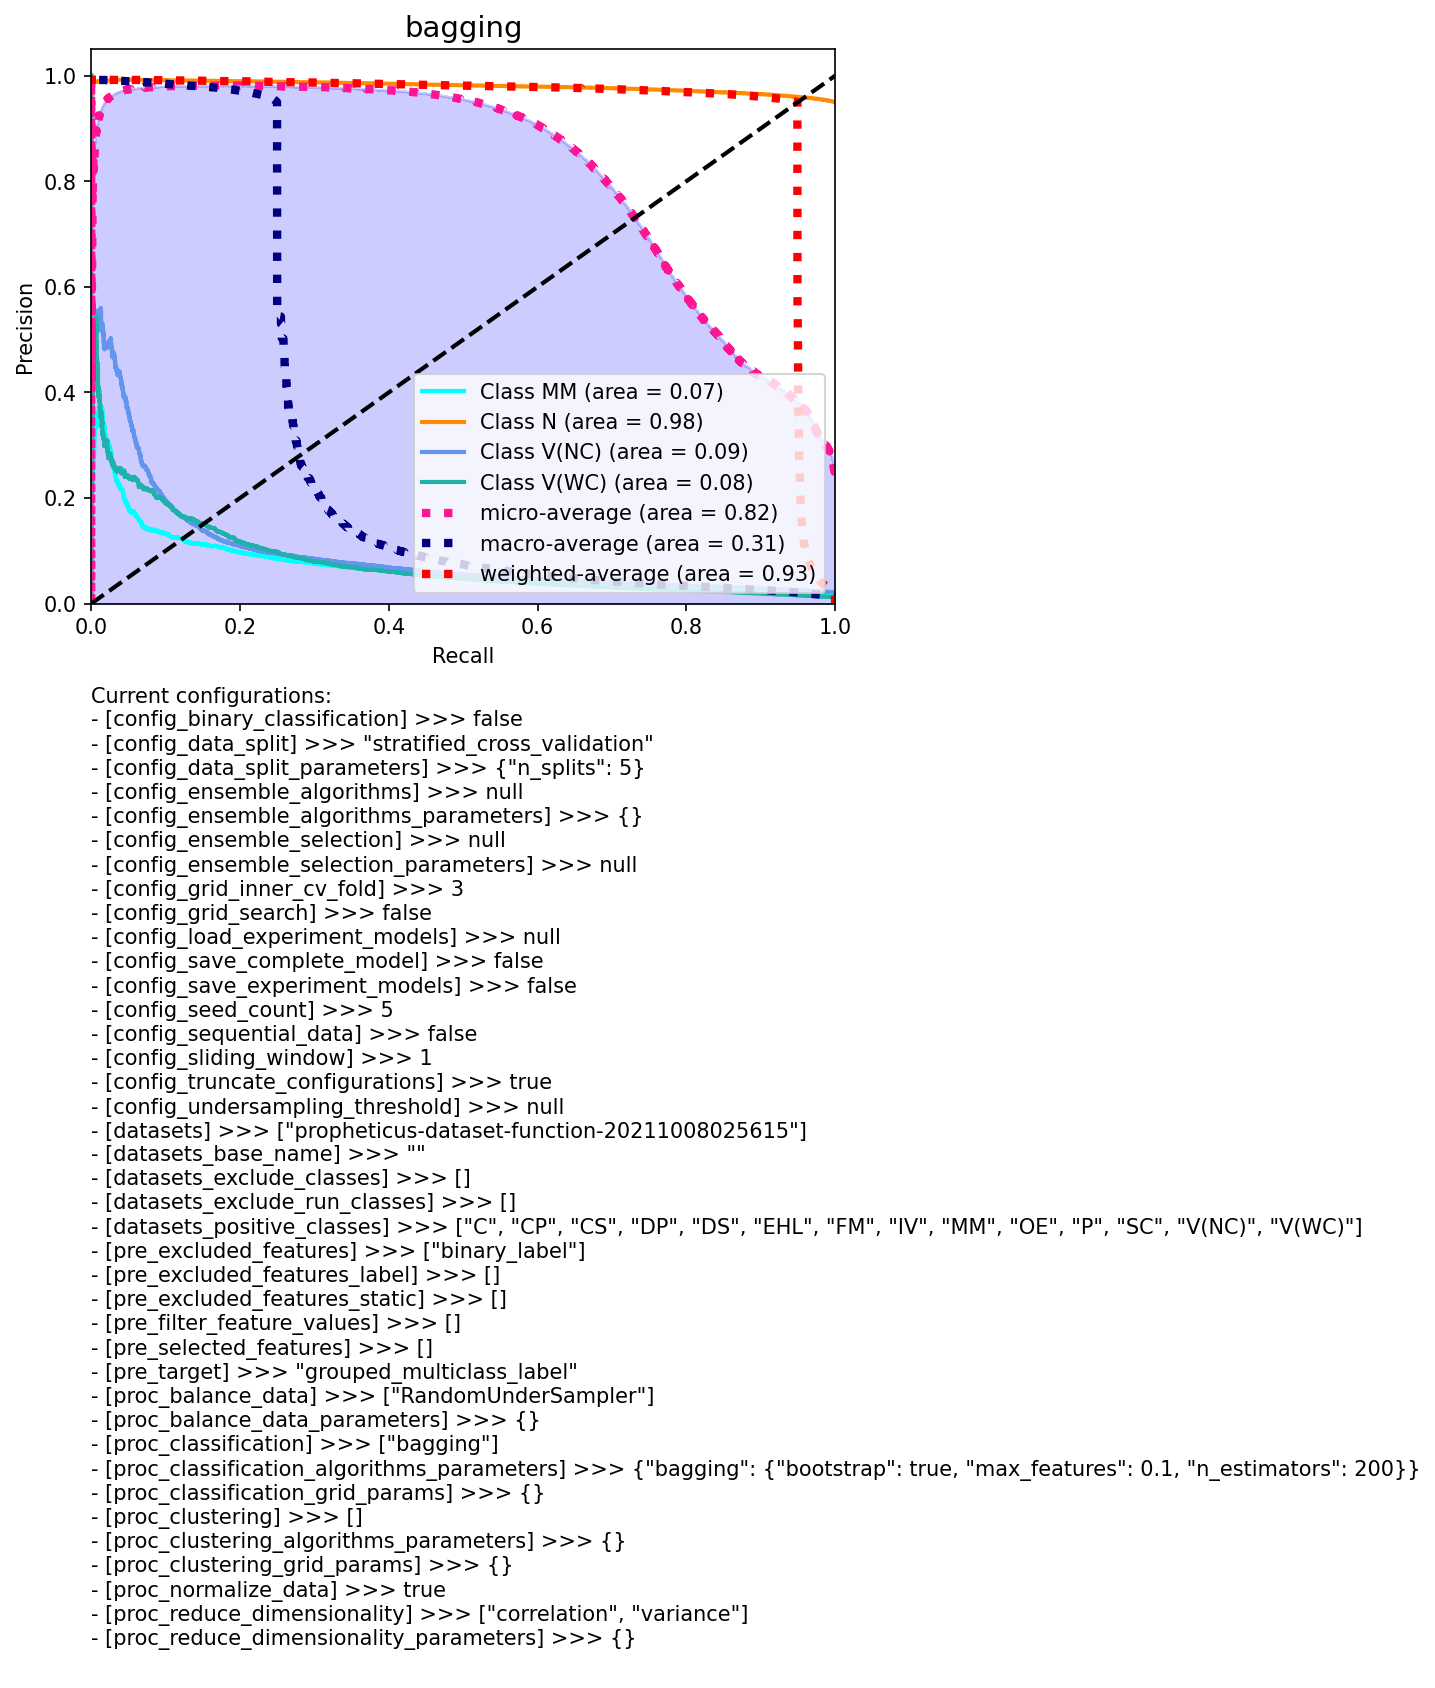 bagging
1.0
0.8
0.6
0.4
0.2
0.0
Precision
Class MM (area = 0.07)
Class N (area = 0.98)
Class V(NC) (area = 0.09)
Class V(WC) (area = 0.08)
micro-average (area = 0.82)
macro-average (area = 0.31)
weighted-average (area = 0.93)
0.0 0.2 0.4 0.6 0.8 1.0
Recall
Current configurations:
- [config_binary_classification] >>> false
- [config_data_split] >>> "stratified_cross_validation"
- [config_data_split_parameters] >>> {"n_splits": 5}
- [config_ensemble_algorithms] >>> null
- [config_ensemble_algorithms_parameters] >>> {}
- [config_ensemble_selection] >>> null
- [config_ensemble_selection_parameters] >>> null
- [config_grid_inner_cv_fold] >>> 3
- [config_grid_search] >>> false
- [config_load_experiment_models] >>> null
- [config_save_complete_model] >>> false
- [config_save_experiment_models] >>> false
- [config_seed_count] >>> 5
- [config_sequential_data] >>> false
- [config_sliding_window] >>> 1
- [config_truncate_configurations] >>> true
- [config_undersampling_threshold] >>> null
- [datasets] >>> ["propheticus-dataset-function-20211008025615"]
- [datasets_base_name] >>> ""
- [datasets_exclude_classes] >>> []
- [datasets_exclude_run_classes] >>> []
- [datasets_positive_classes] >>> ["C", "CP", "CS", "DP", "DS", "EHL", "FM", "IV", "MM", "OE", "P", "SC", "V(NC)", "V(WC)"]
- [pre_excluded_features] >>> ["binary_label"]
- [pre_excluded_features_label] >>> []
- [pre_excluded_features_static] >>> []
- [pre_filter_feature_values] >>> []
- [pre_selected_features] >>> []
- [pre_target] >>> "grouped_multiclass_label"
- [proc_balance_data] >>> ["RandomUnderSampler"]
- [proc_balance_data_parameters] >>> {}
- [proc_classification] >>> ["bagging"]
- [proc_classification_algorithms_parameters] >>> {"bagging": {"bootstrap": true, "max_features": 0.1, "n_estimators": 200}}
- [proc_classification_grid_params] >>> {}
- [proc_clustering] >>> []
- [proc_clustering_algorithms_parameters] >>> {}
- [proc_clustering_grid_params] >>> {}
- [proc_normalize_data] >>> true
- [proc_reduce_dimensionality] >>> ["correlation", "variance"]
- [proc_reduce_dimensionality_parameters] >>> {}